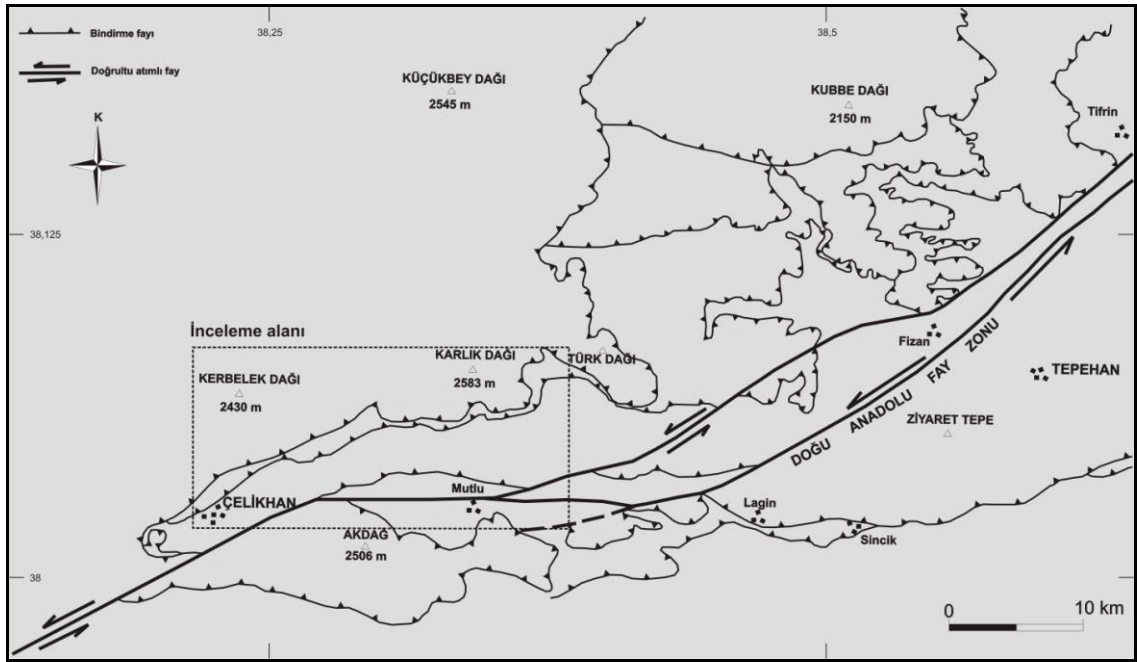 38,25
38,5
Bindirme fayı
Doğrultu atımlı fay
K
KÜÇÜKBEY DAĞI
2545 m
KUBBE DAĞI
2150 m
Tifrin
38,125
İnceleme alanı
KERBELEK DAĞI
2430 m
KARLIK DAĞI
2583 m
TÜRK DAĞI
Fizan
TEPEHAN
ZİYARET TEPE
DOĞU ANADOLU FAY ZONU
ÇELİKHAN
Mutlu
Lagin
Sincik
AKDAĞ
2506 m
38
0 10 km